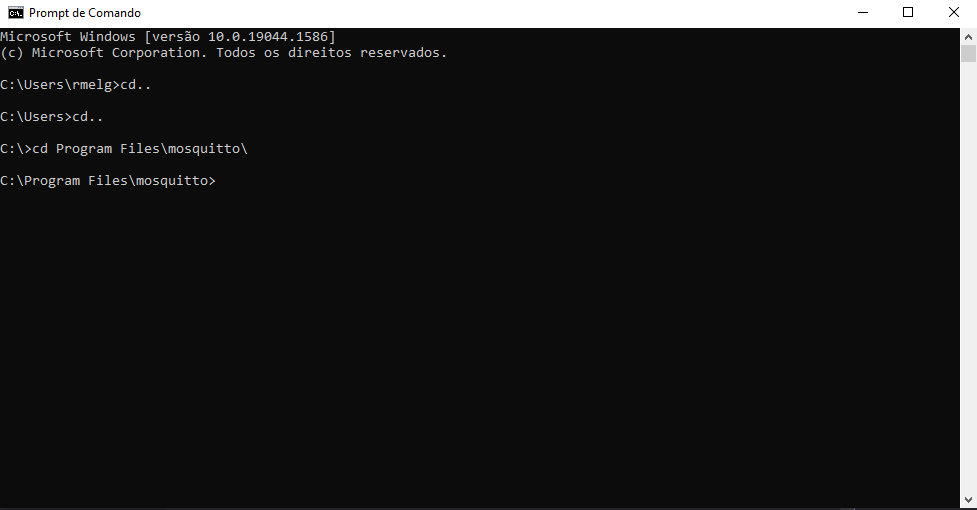 Prompt de Comando
Microsoft Windows [versão 10.0.19044.1586]
(c) Microsoft Corporation. Todos os direitos reservados.
C:\Users\rmelg>cd..
C:\Users>cd..
C:\>cd Program Files\mosquitto\
C:\Program Files\mosquitto>